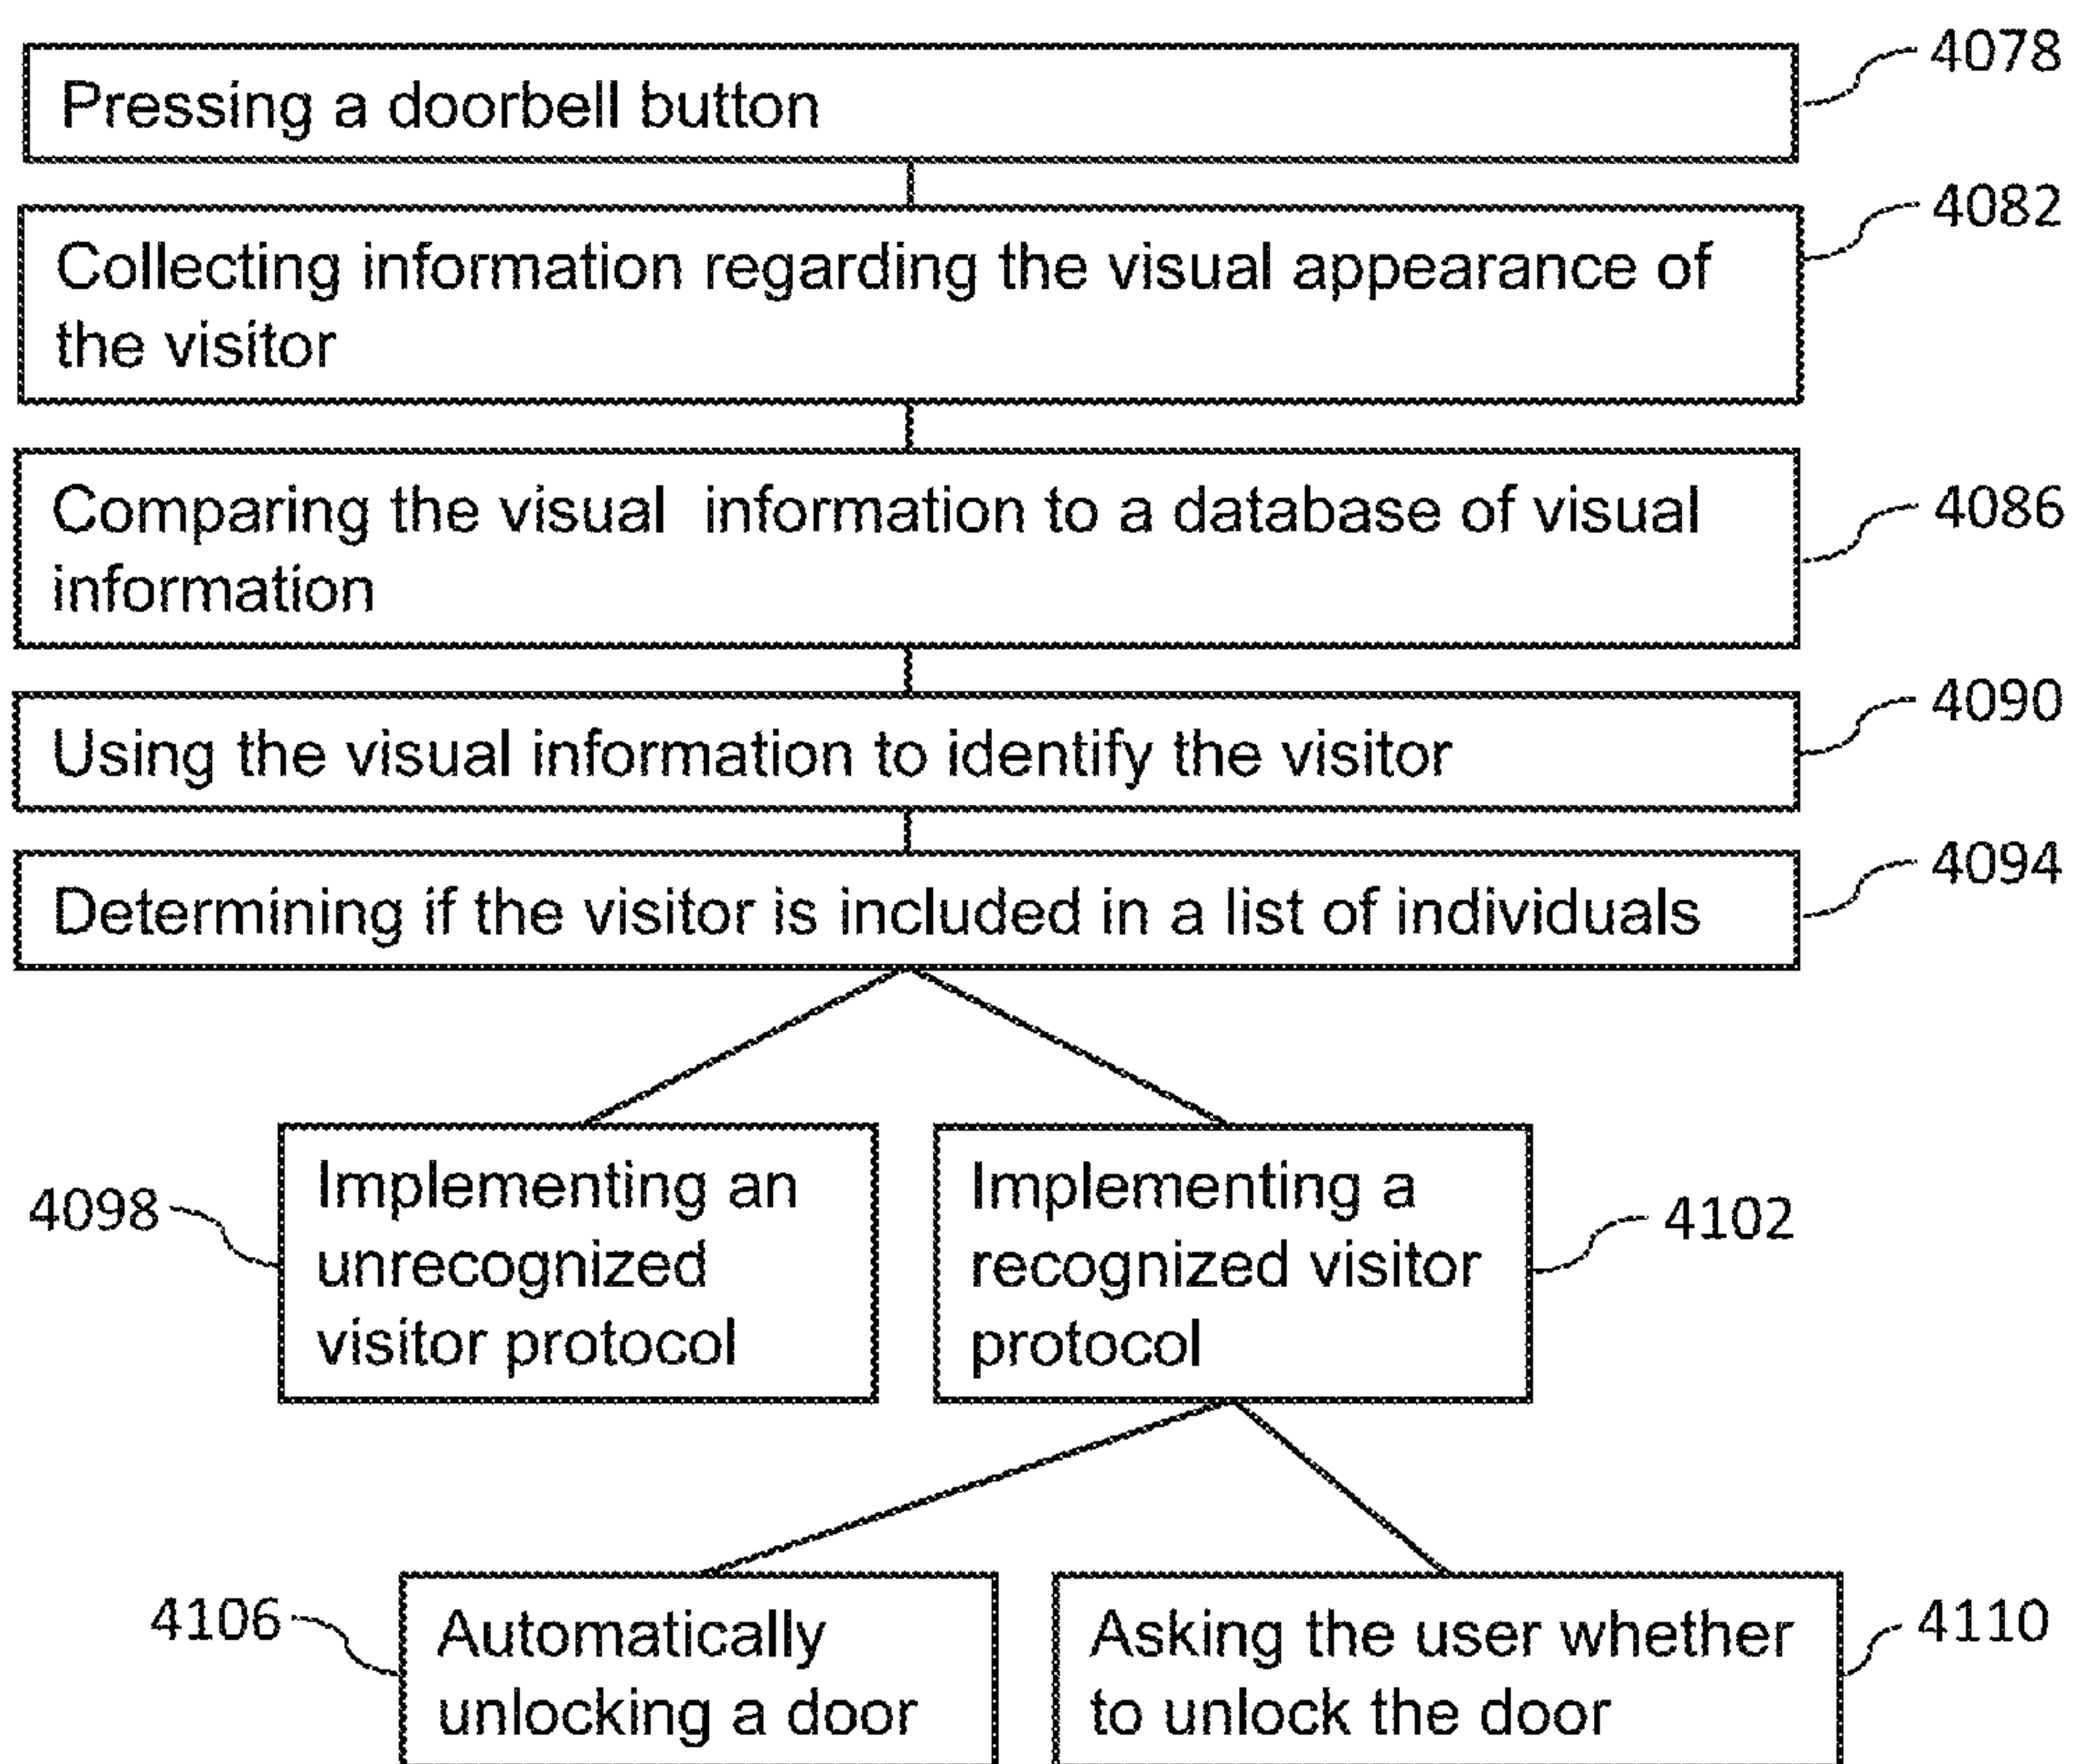 Pressing a doorbell button
4078
Collecting information regarding the visual appearance of
the visitor
4082
Comparing the visual information to a database of visual
information
4086
Using the visual information to identify the visitor
4090
Determining if the visitor is included in a list of individuals
4094
4098
Implementing an
unrecognized
visitor protocol
Implementing a
recognized visitor
protocol
4102
4106
Automatically
unlocking a door
Asking the user whether
to unlock the door
4110